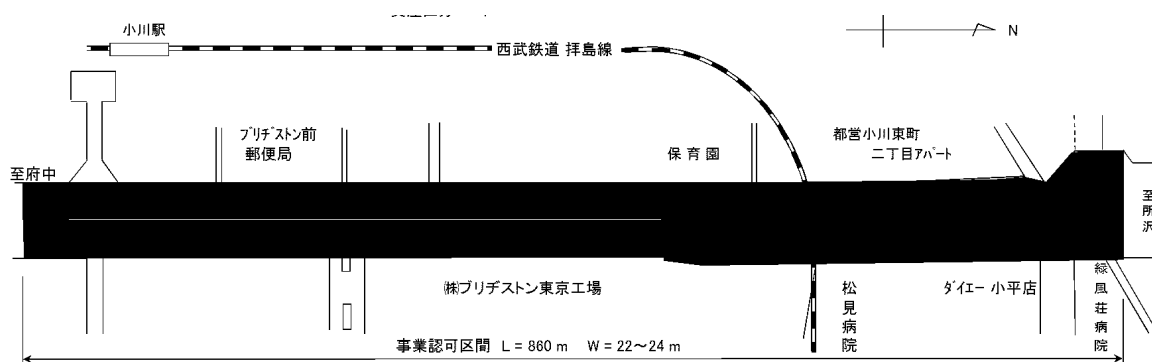 小川駅
西武鉄道 拝島線
N
ﾌﾞﾘﾁﾞｽﾄﾝ前
郵便局
保育園
都営小川東町
二丁目ｱﾊﾟｰﾄ
至府中
至所沢
㈱ブリヂストン東京工場
松見病院
ﾀﾞｲｴｰ 小平店
緑風荘病院
事業認可区間 L = 860 m W = 22～24 m